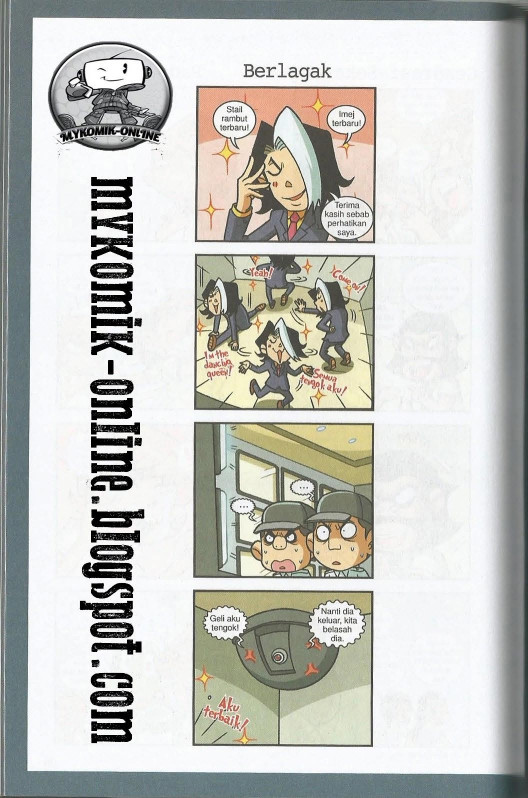 MYKOMIK-ONLINE
mykomik-online.blogspot.com
Berlagak
Stail
rambut
terbaru!
Imej
terbaru!
Terima
kasih sebab
perhatikan
saya.
Yeah!
Come on!
I'm the
dancing
queen!
Semua
tengok aku!
...
...
Geli aku
tengok!
Nanti dia
keluar, kita
belasah
dia.
Aku
terbaik!